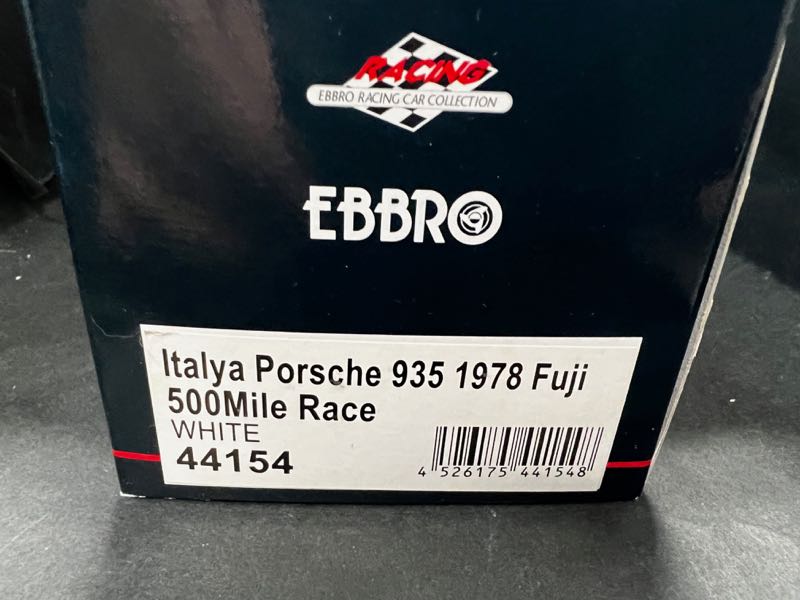 RACING
EBBRO RACING CAR COLLECTION
EBBRO
Italya Porsche 935 1978 Fuji
500Mile Race
WHITE
44154
4 526175 441548